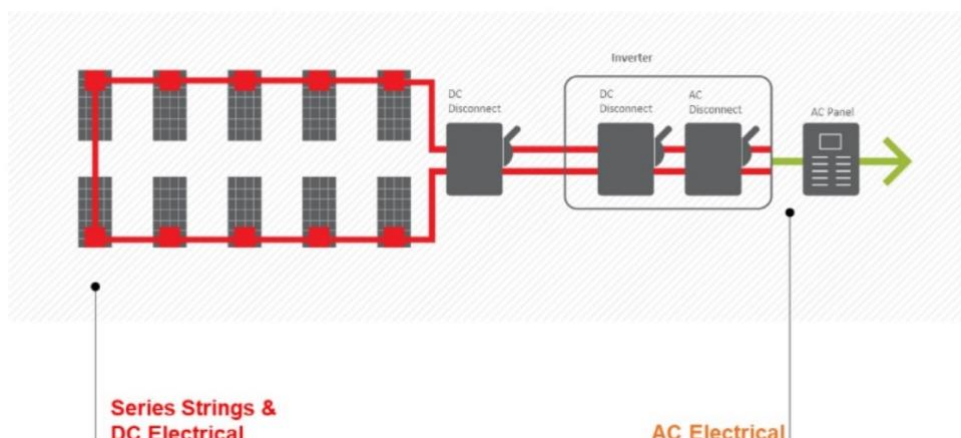 Inverter
DC
Disconnect
DC
Disconnect
AC
Disconnect
AC Panel
Series Strings &
DC Electrical
AC Electrical